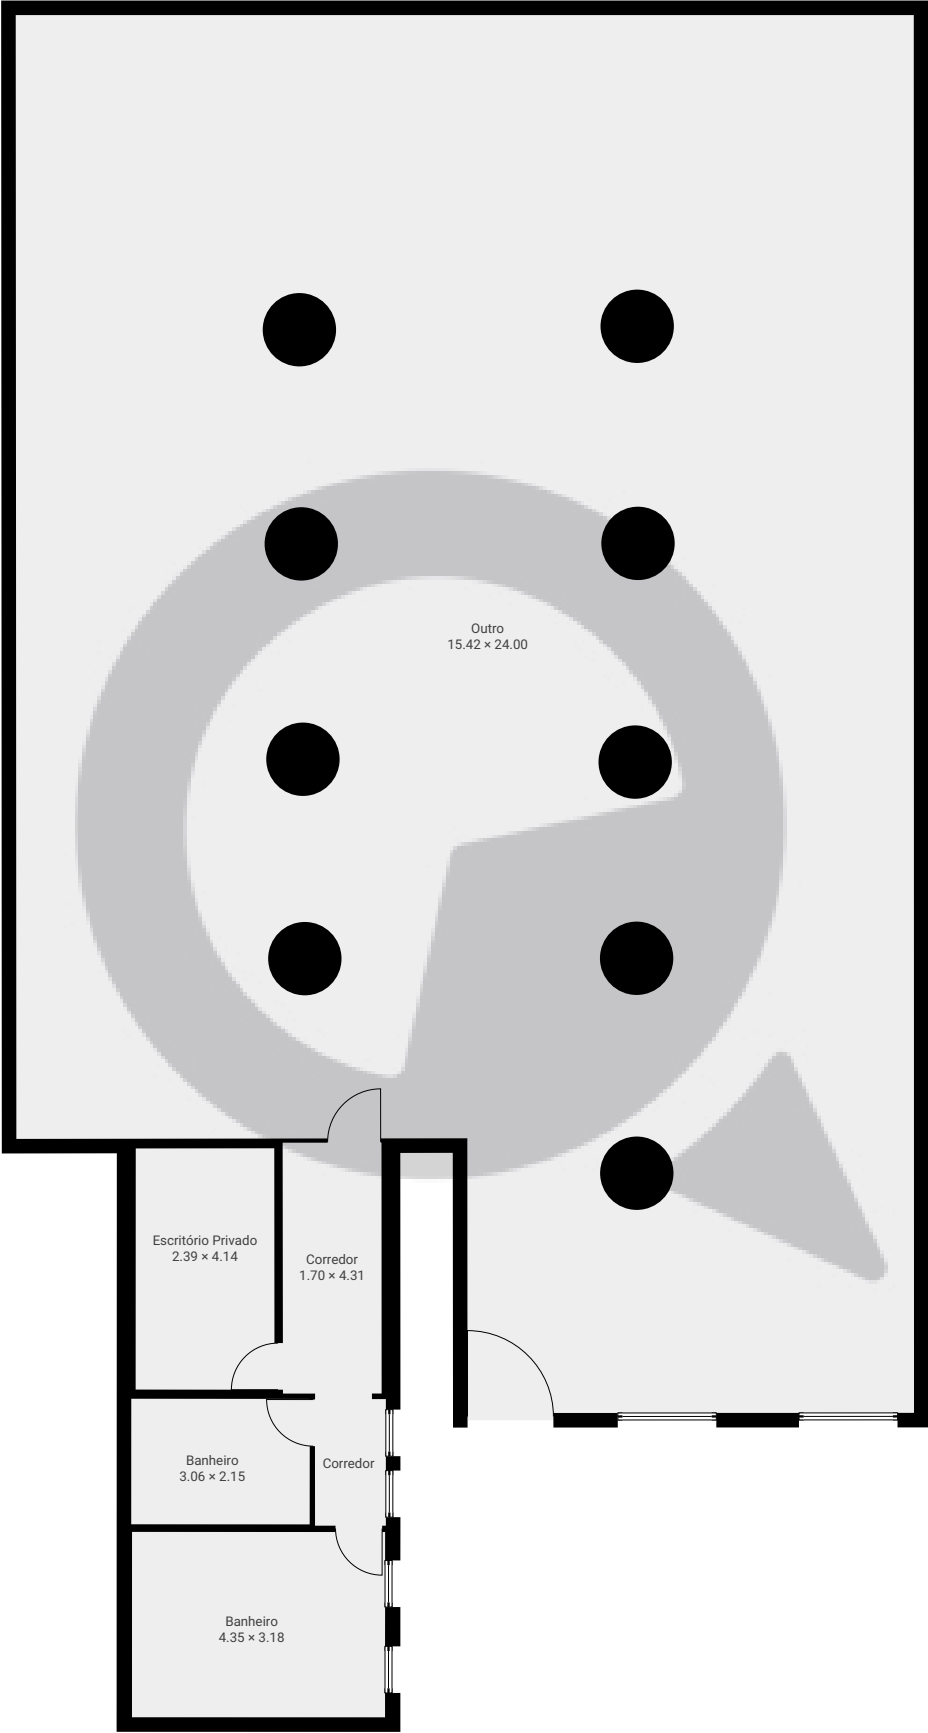 Outro
15.42 × 24.00
Escritório Privado
2.39 × 4.14
Corredor
1.70 × 4.31
Banheiro
3.06 × 2.15
Corredor
Banheiro
4.35 × 3.18